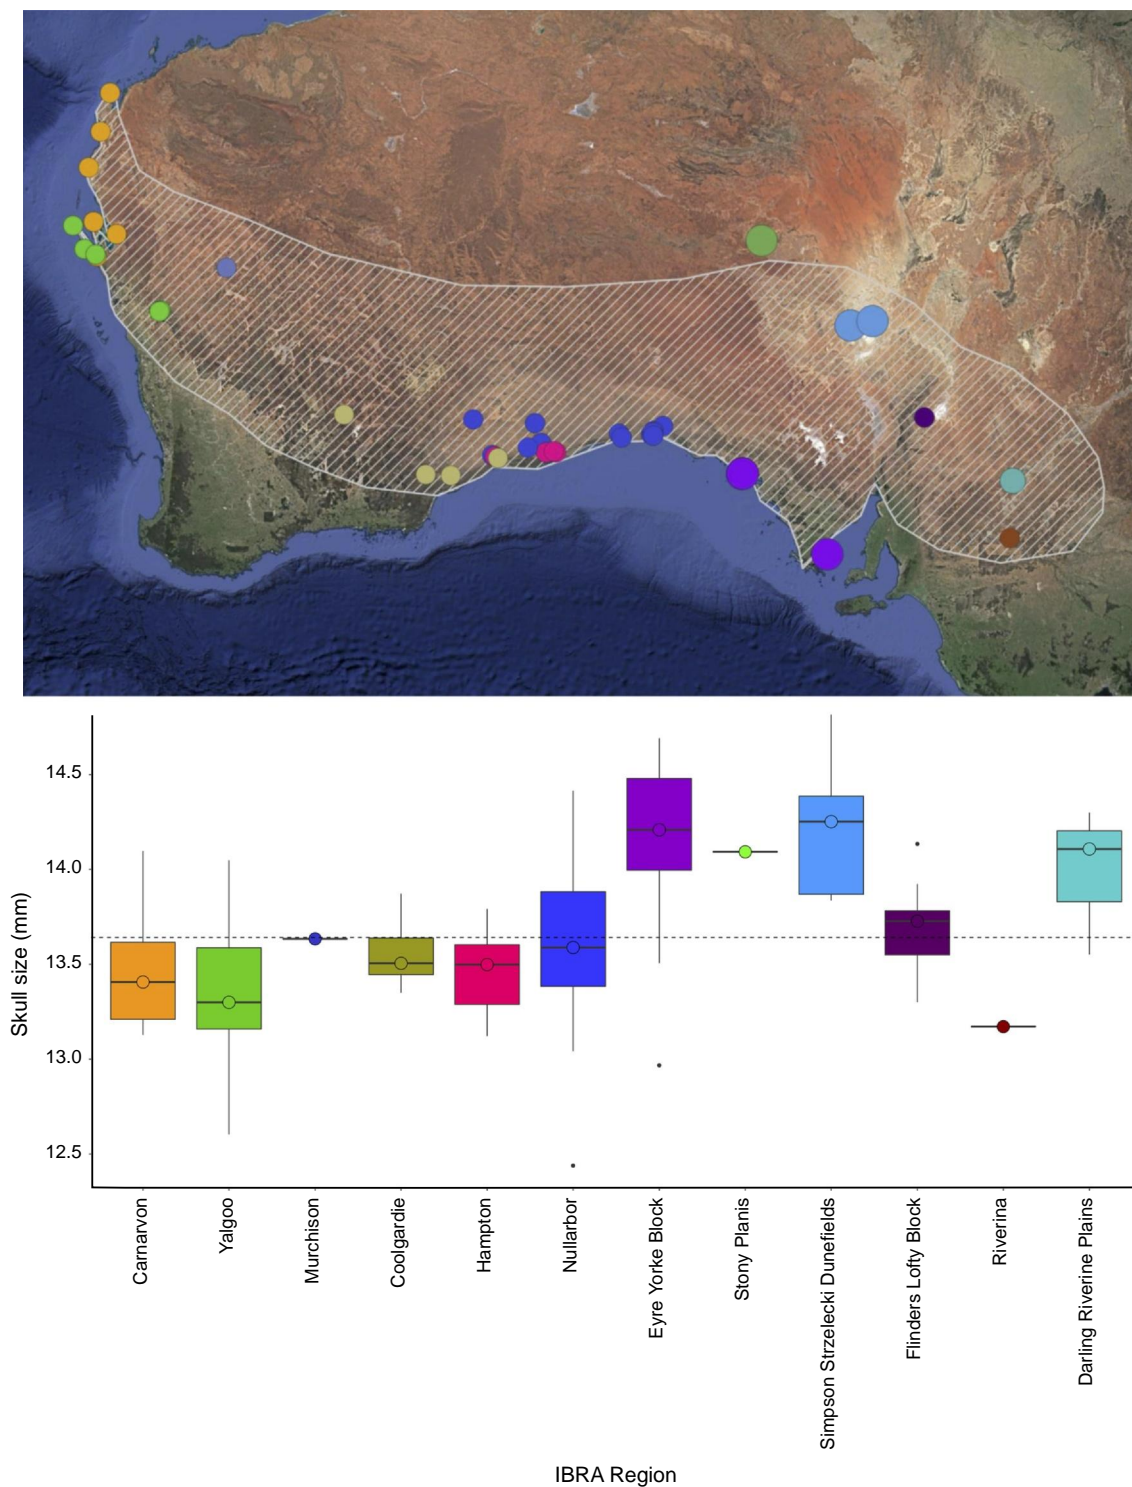 14.5
14.0
13.5
13.0
12.5
Skull size (mm)
Carnarvon
Yalgoo
Murchison
Coolgardie
Hampton
Nullarbor
Eyre Yorke Block
Stony Planis
Simpson Strzelecki Dunefields
Flinders Lofty Block
Riverina
Darling Riverine Plains
IBRA Region